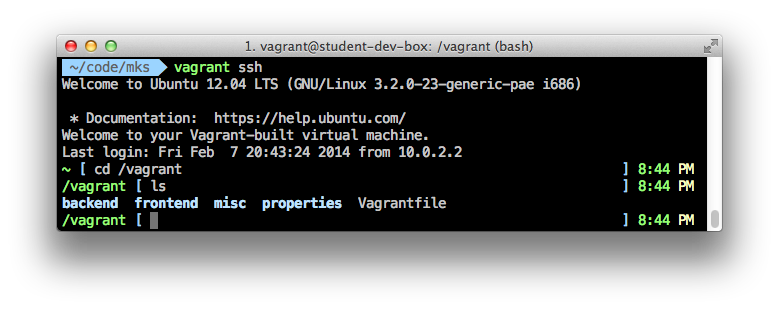 1. vagrant@student-dev-box: /vagrant (bash)
~/code/mks vagrant ssh
Welcome to Ubuntu 12.04 LTS (GNU/Linux 3.2.0-23-generic-pae i686)
* Documentation:  https://help.ubuntu.com/
Welcome to your Vagrant-built virtual machine.
Last login: Fri Feb  7 20:43:24 2014 from 10.0.2.2
~ [ cd /vagrant ] 8:44 PM
/vagrant [ ls ] 8:44 PM
backend  frontend  misc  properties  Vagrantfile
/vagrant [ ] 8:44 PM